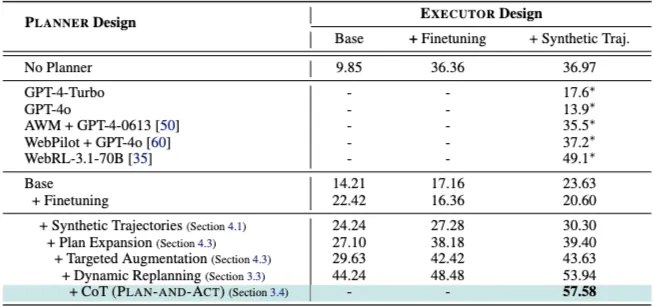 PLANNER Design EXECUTOR Design
Base + Finetuning + Synthetic Traj.
No Planner 9.85 36.36 36.97
GPT-4-Turbo - - 17.6*
GPT-4o - - 13.9*
AWM + GPT-4-0613 [50] - - 35.5*
WebPilot + GPT-4o [60] - - 37.2*
WebRL-3.1-70B [35] - - 49.1*
Base 14.21 17.16 23.63
+ Finetuning 22.42 16.36 20.60
+ Synthetic Trajectories (Section 4.1) 24.24 27.28 30.30
+ Plan Expansion (Section 4.3) 27.10 38.18 39.40
+ Targeted Augmentation (Section 4.3) 29.63 42.42 43.63
+ Dynamic Replanning (Section 3.3) 44.24 48.48 53.94
+ CoT (PLAN-AND-ACT) (Section 3.4) - - 57.58